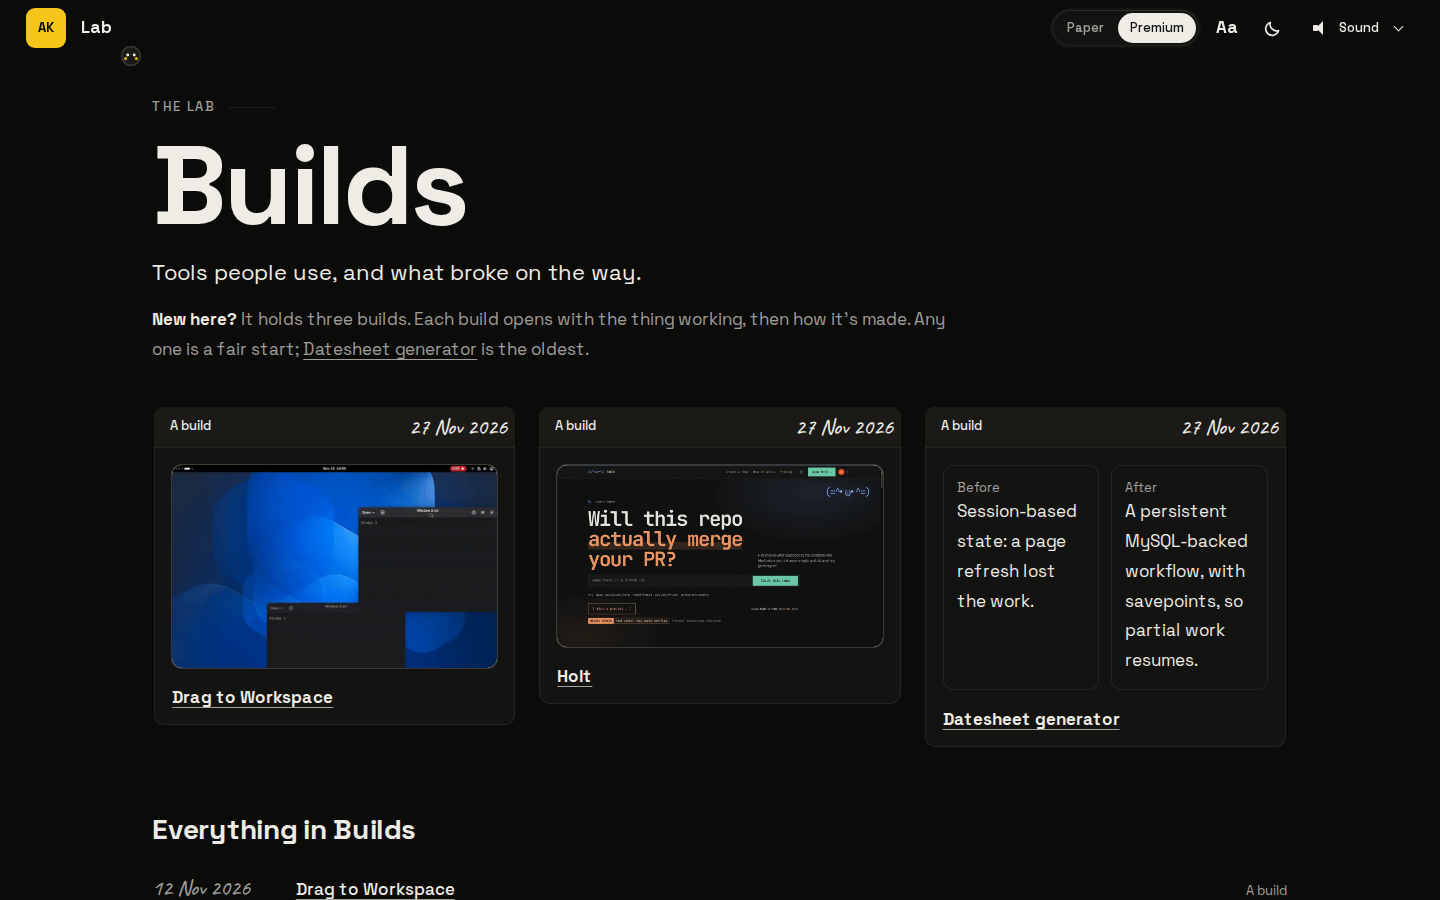 AK
Lab
Paper
Premium
Aa
Sound
THE LAB
Builds
Tools people use, and what broke on the way.
New here? It holds three builds. Each build opens with the thing working, then how it's made. Any
one is a fair start; Datesheet generator is the oldest.
A build
27 Nov 2026
Drag to Workspace
A build
27 Nov 2026
Will this repo
actually merge
your PR?
Holt
A build
27 Nov 2026
Before
Session-based
state: a page
refresh lost
the work.
After
A persistent
MySQL-backed
workflow, with
savepoints, so
partial work
resumes.
Datesheet generator
Everything in Builds
12 Nov 2026
Drag to Workspace
A build